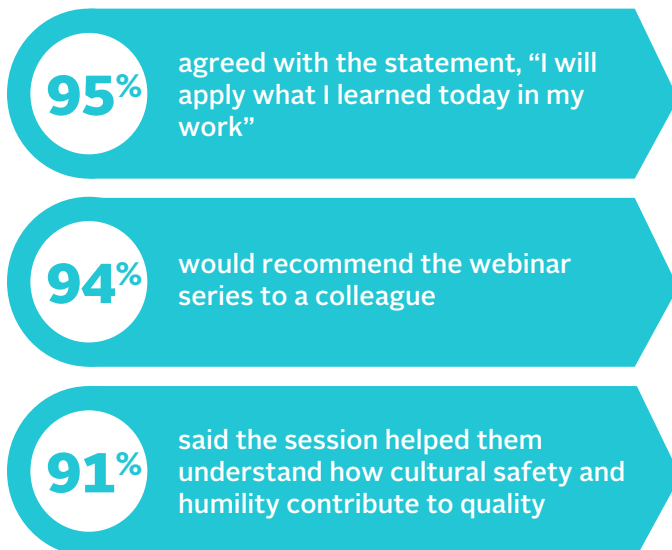 95%
agreed with the statement, “I will
apply what I learned today in my
work”
94%
would recommend the webinar
series to a colleague
91%
said the session helped them
understand how cultural safety and
humility contribute to quality